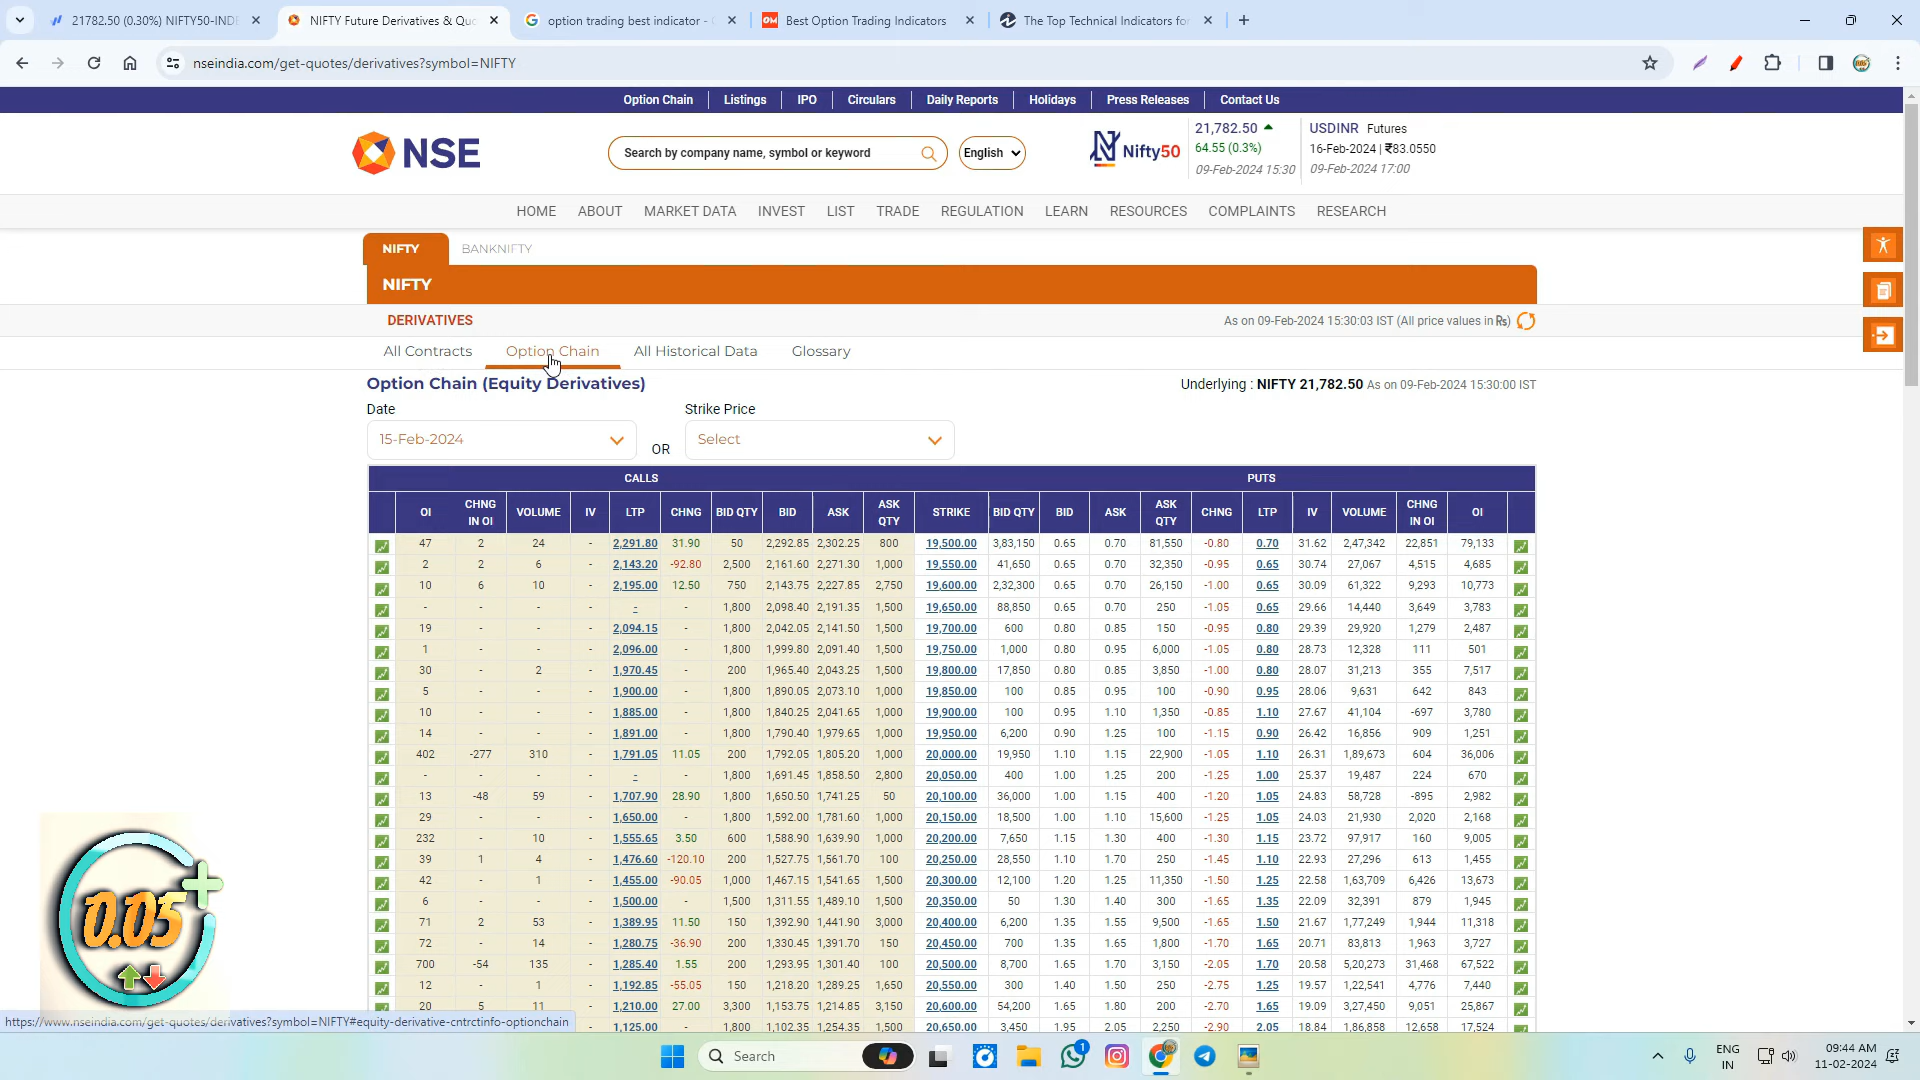 21782.50 (0.30%) NIFTY50-INDE
NIFTY Future Derivatives & Quo
option trading best indicator - G
Best Option Trading Indicators
The Top Technical Indicators fo
nseindia.com/get-quotes/derivatives?symbol=NIFTY
Option Chain | Listings | IPO | Circulars | Daily Reports | Holidays | Press Releases | Contact Us
NSE
Search by company name, symbol or keyword
English
Nifty50
21,782.50
64.55 (0.3%)
09-Feb-2024 15:30
USDINR Futures
16-Feb-2024 | ₹83.0550
09-Feb-2024 17:00
HOME ABOUT MARKET DATA INVEST LIST TRADE REGULATION LEARN RESOURCES COMPLAINTS RESEARCH
NIFTY BANKNIFTY
NIFTY
DERIVATIVES
As on 09-Feb-2024 15:30:03 IST (All price values in ₨)
All Contracts Option Chain All Historical Data Glossary
Option Chain (Equity Derivatives)
Underlying : NIFTY 21,782.50 As on 09-Feb-2024 15:30:00 IST
Date
Strike Price
15-Feb-2024
OR
Select
CALLS PUTS
OI CHNG IN OI VOLUME IV LTP CHNG BID QTY BID ASK ASK QTY STRIKE BID QTY BID ASK ASK QTY CHNG LTP IV VOLUME CHNG IN OI OI
47 2 24 - 2,291.80 31.90 50 2,292.85 2,302.25 800 19,500.00 3,83,150 0.65 0.70 81,550 -0.80 0.70 31.62 2,47,342 22,851 79,133
2 2 6 - 2,143.20 -92.80 2,500 2,161.60 2,271.30 1,000 19,550.00 41,650 0.65 0.70 32,350 -0.95 0.65 30.74 27,067 4,515 4,685
10 6 10 - 2,195.00 12.50 750 2,143.75 2,227.85 2,750 19,600.00 2,32,300 0.65 0.70 26,150 -1.00 0.65 30.09 61,322 9,293 10,773
- - - - - - 1,800 2,098.40 2,191.35 1,500 19,650.00 88,850 0.65 0.70 250 -1.05 0.65 29.66 14,440 3,649 3,783
19 - - - 2,094.15 - 1,800 2,042.05 2,141.50 1,500 19,700.00 600 0.80 0.85 150 -0.95 0.80 29.39 29,920 1,279 2,487
1 - - - 2,096.00 - 1,800 1,999.80 2,091.40 1,500 19,750.00 1,000 0.80 0.95 6,000 -1.05 0.80 28.73 12,328 111 501
30 - 2 - 1,970.45 - 200 1,965.40 2,043.25 1,500 19,800.00 17,850 0.80 0.85 3,850 -1.00 0.80 28.07 31,213 355 7,517
5 - - - 1,900.00 - 1,800 1,890.05 2,073.10 1,000 19,850.00 100 0.85 0.95 100 -0.90 0.95 28.06 9,631 642 843
10 - - - 1,885.00 - 1,800 1,840.25 2,041.65 1,000 19,900.00 100 0.95 1.10 1,350 -0.85 1.10 27.67 41,104 -697 3,780
14 - - - 1,891.00 - 1,800 1,790.40 1,979.65 1,000 19,950.00 6,200 0.90 1.25 100 -1.15 0.90 26.42 16,856 909 1,251
402 -277 310 - 1,791.05 11.05 200 1,792.05 1,805.20 1,000 20,000.00 19,950 1.10 1.15 22,900 -1.05 1.10 26.31 1,89,673 604 36,006
- - - - - - 1,800 1,691.45 1,858.50 2,800 20,050.00 400 1.00 1.25 200 -1.25 1.00 25.37 19,487 224 670
13 -48 59 - 1,707.90 28.90 1,800 1,650.50 1,741.25 50 20,100.00 36,000 1.00 1.15 400 -1.20 1.05 24.83 58,728 -895 2,982
29 - - - 1,650.00 - 1,800 1,592.00 1,781.60 1,000 20,150.00 18,500 1.00 1.10 15,600 -1.25 1.05 24.03 21,930 2,020 2,168
232 - 10 - 1,555.65 3.50 600 1,588.90 1,639.90 1,000 20,200.00 7,650 1.15 1.30 400 -1.30 1.15 23.72 97,917 160 9,005
39 1 4 - 1,476.60 -120.10 200 1,527.75 1,561.70 100 20,250.00 28,550 1.10 1.70 250 -1.45 1.10 22.93 27,296 613 1,455
42 - 1 - 1,455.00 -90.05 1,000 1,467.15 1,541.65 1,500 20,300.00 12,100 1.20 1.25 11,350 -1.50 1.25 22.58 1,63,709 6,426 13,673
6 - - - 1,500.00 - 1,500 1,311.55 1,489.10 1,500 20,350.00 50 1.30 1.40 300 -1.65 1.35 22.09 32,391 879 1,945
71 2 53 - 1,389.95 11.50 150 1,392.90 1,441.90 3,000 20,400.00 6,200 1.35 1.55 9,500 -1.65 1.50 21.67 1,77,249 1,944 11,318
72 - 14 - 1,280.75 -36.90 200 1,330.45 1,391.70 150 20,450.00 700 1.35 1.65 1,800 -1.70 1.65 20.71 83,813 1,963 3,727
700 -54 135 - 1,285.40 1.55 200 1,293.95 1,301.40 100 20,500.00 8,700 1.65 1.70 3,150 -2.05 1.70 20.58 5,20,273 31,468 67,522
12 - 1 - 1,192.85 -55.05 150 1,218.20 1,289.25 1,650 20,550.00 300 1.40 1.50 250 -2.75 1.25 19.57 1,22,541 4,776 7,440
20 5 11 - 1,210.00 27.00 3,300 1,153.75 1,214.85 3,150 20,600.00 54,200 1.65 1.80 200 -2.70 1.65 19.09 3,27,450 9,051 25,867
- 1,125.00 - 1,800 1,102.35 1,254.35 1,500 20,650.00 3,450 1.95 2.05 2,250 -2.90 2.05 18.84 1,86,858 12,658 17,524
0.05
https://www.nseindia.com/get-quotes/derivatives?symbol=NIFTY#equity-derivative-cntrctinfo-optionchain
Search
1
ENG
IN
09:44 AM
11-02-2024